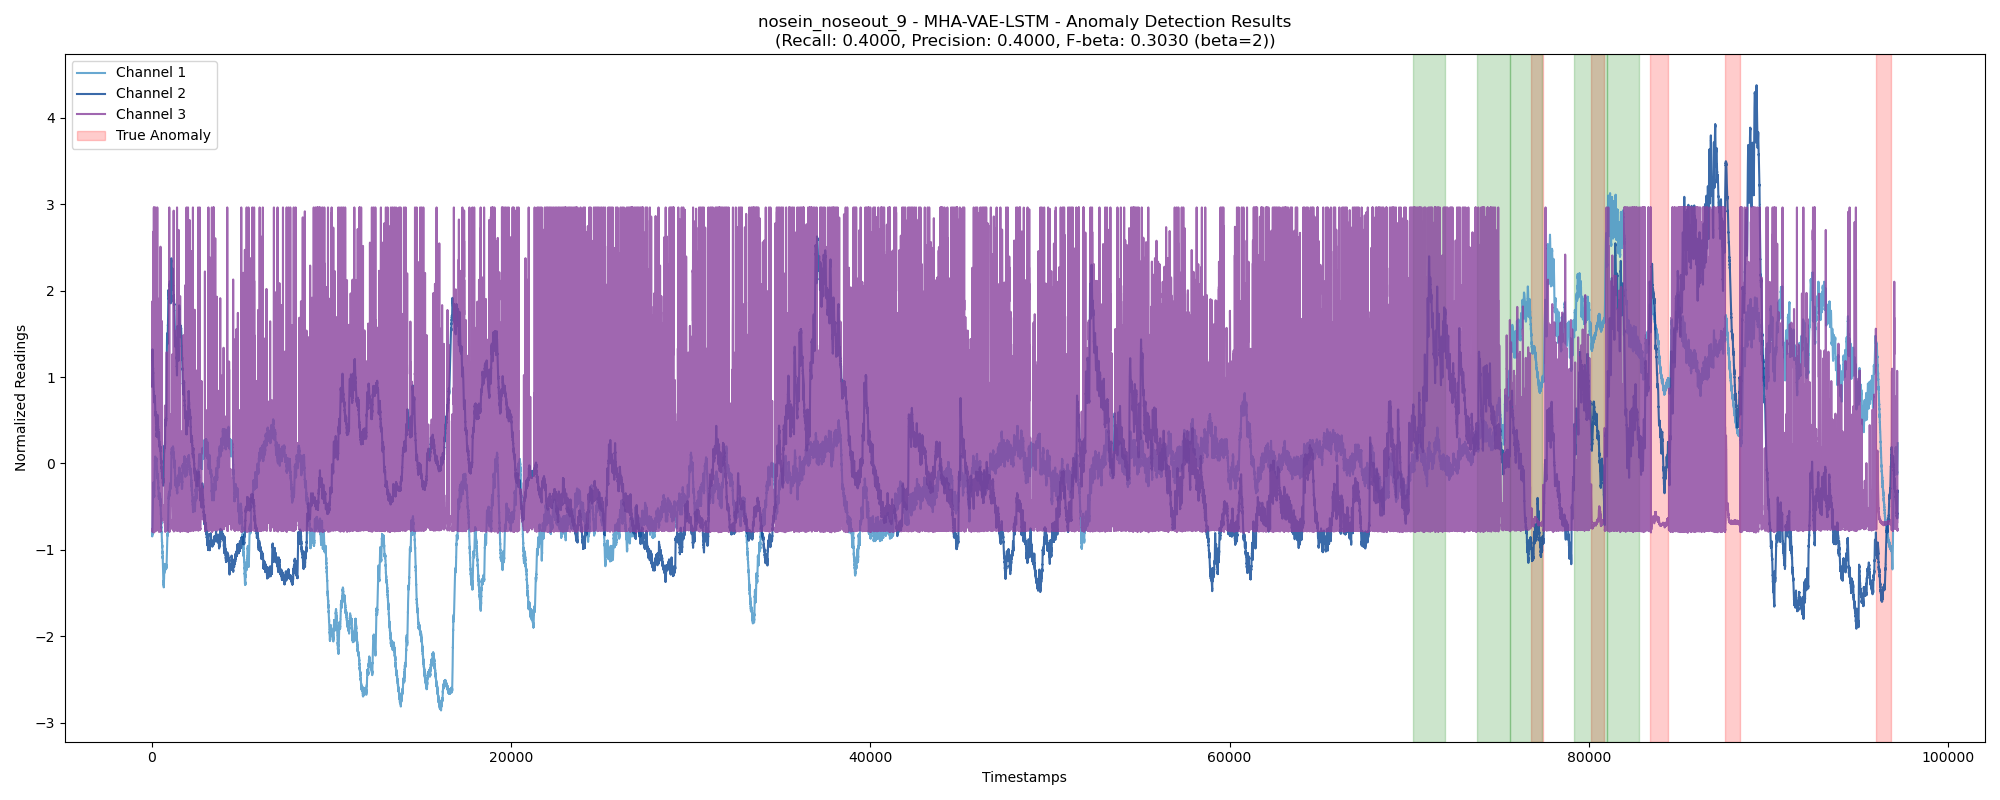 nosein_noseout_9 - MHA-VAE-LSTM - Anomaly Detection Results
(Recall: 0.4000, Precision: 0.4000, F-beta: 0.3030 (beta=2))
Channel 1
Channel 2
Channel 3
True Anomaly
Normalized Readings
4
3
2
1
0
−1
−2
−3
0
20000
40000
60000
80000
100000
Timestamps